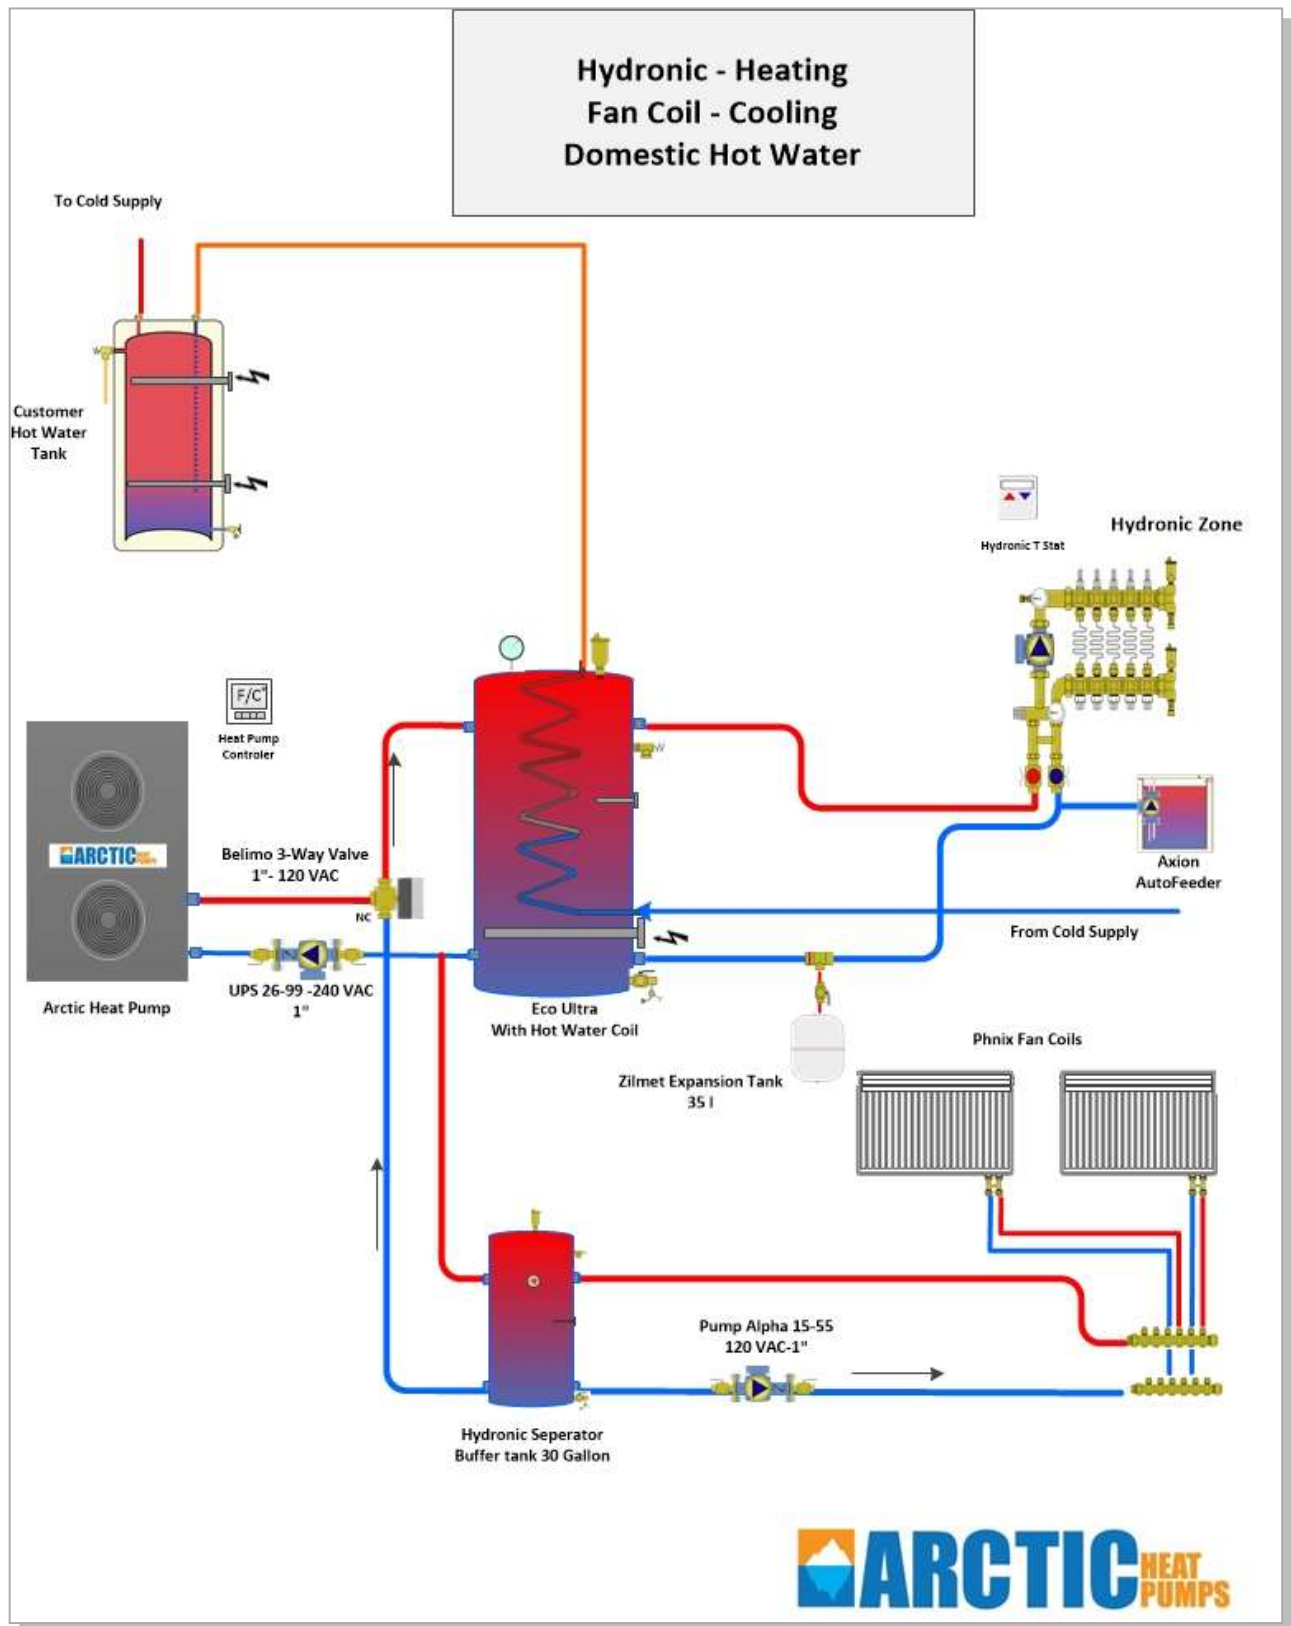 Hydronic - Heating
Fan Coil - Cooling
Domestic Hot Water
To Cold Supply
Customer
Hot Water
Tank
Hydronic T Stat
Hydronic Zone
F/C°
Heat Pump
Controler
ARCTIC HEAT PUMPS
Belimo 3-Way Valve
1"- 120 VAC
NC
Axion
AutoFeeder
From Cold Supply
Arctic Heat Pump
UPS 26-99 -240 VAC
1"
Eco Ultra
With Hot Water Coil
Zilmet Expansion Tank
35 l
Phnix Fan Coils
Pump Alpha 15-55
120 VAC-1"
Hydronic Seperator
Buffer tank 30 Gallon
ARCTIC HEAT
PUMPS